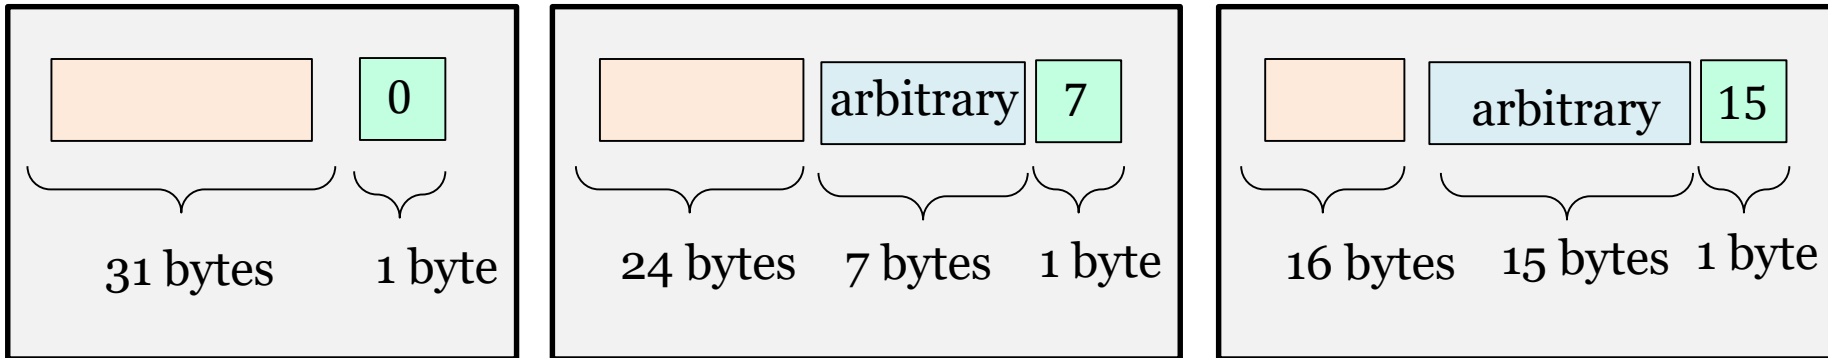 0
31 bytes 1 byte
arbitrary 7
24 bytes 7 bytes 1 byte
arbitrary 15
16 bytes 15 bytes 1 byte